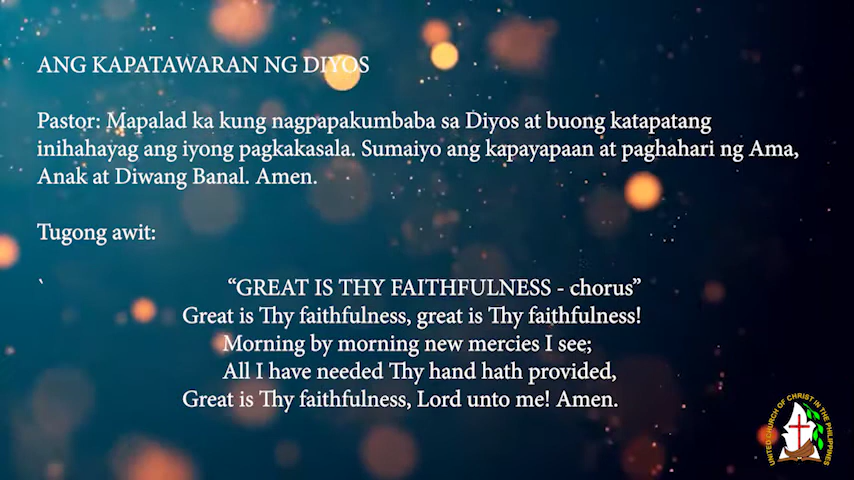 ANG KAPATAWARAN NG DIYOS
Pastor: Mapalad ka kung nagpapakumbaba sa Diyos at buong katapatang
inihahayag ang iyong pagkakasala. Sumaiyo ang kapayapaan at paghahari ng Ama,
Anak at Diwang Banal. Amen.
Tugong awit:
` “GREAT IS THY FAITHFULNESS - chorus”
Great is Thy faithfulness, great is Thy faithfulness!
Morning by morning new mercies I see;
All I have needed Thy hand hath provided,
Great is Thy faithfulness, Lord unto me! Amen.
UNITED CHURCH OF CHRIST IN THE PHILIPPINES